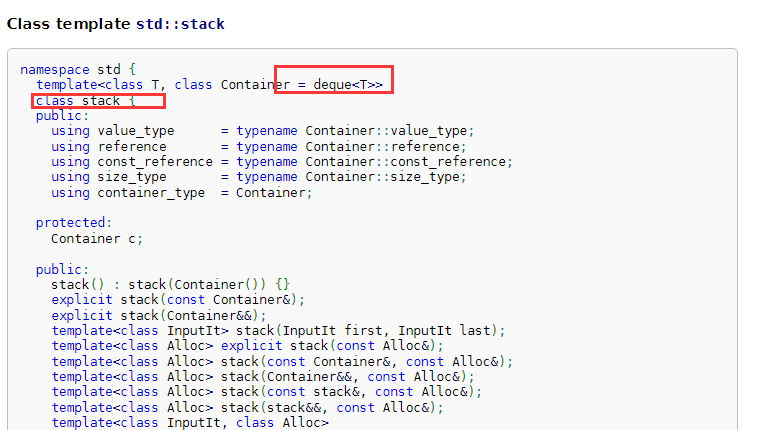 Class template std::stack
namespace std {
  template<class T, class Container = deque<T>>
  class stack {
  public:
    using value_type      = typename Container::value_type;
    using reference       = typename Container::reference;
    using const_reference = typename Container::const_reference;
    using size_type       = typename Container::size_type;
    using container_type  = Container;

  protected:
    Container c;

  public:
    stack() : stack(Container()) {}
    explicit stack(const Container&);
    explicit stack(Container&&);
    template<class InputIt> stack(InputIt first, InputIt last);
    template<class Alloc> explicit stack(const Alloc&);
    template<class Alloc> stack(const Container&, const Alloc&);
    template<class Alloc> stack(Container&&, const Alloc&);
    template<class Alloc> stack(const stack&, const Alloc&);
    template<class Alloc> stack(stack&&, const Alloc&);
    template<class InputIt, class Alloc>